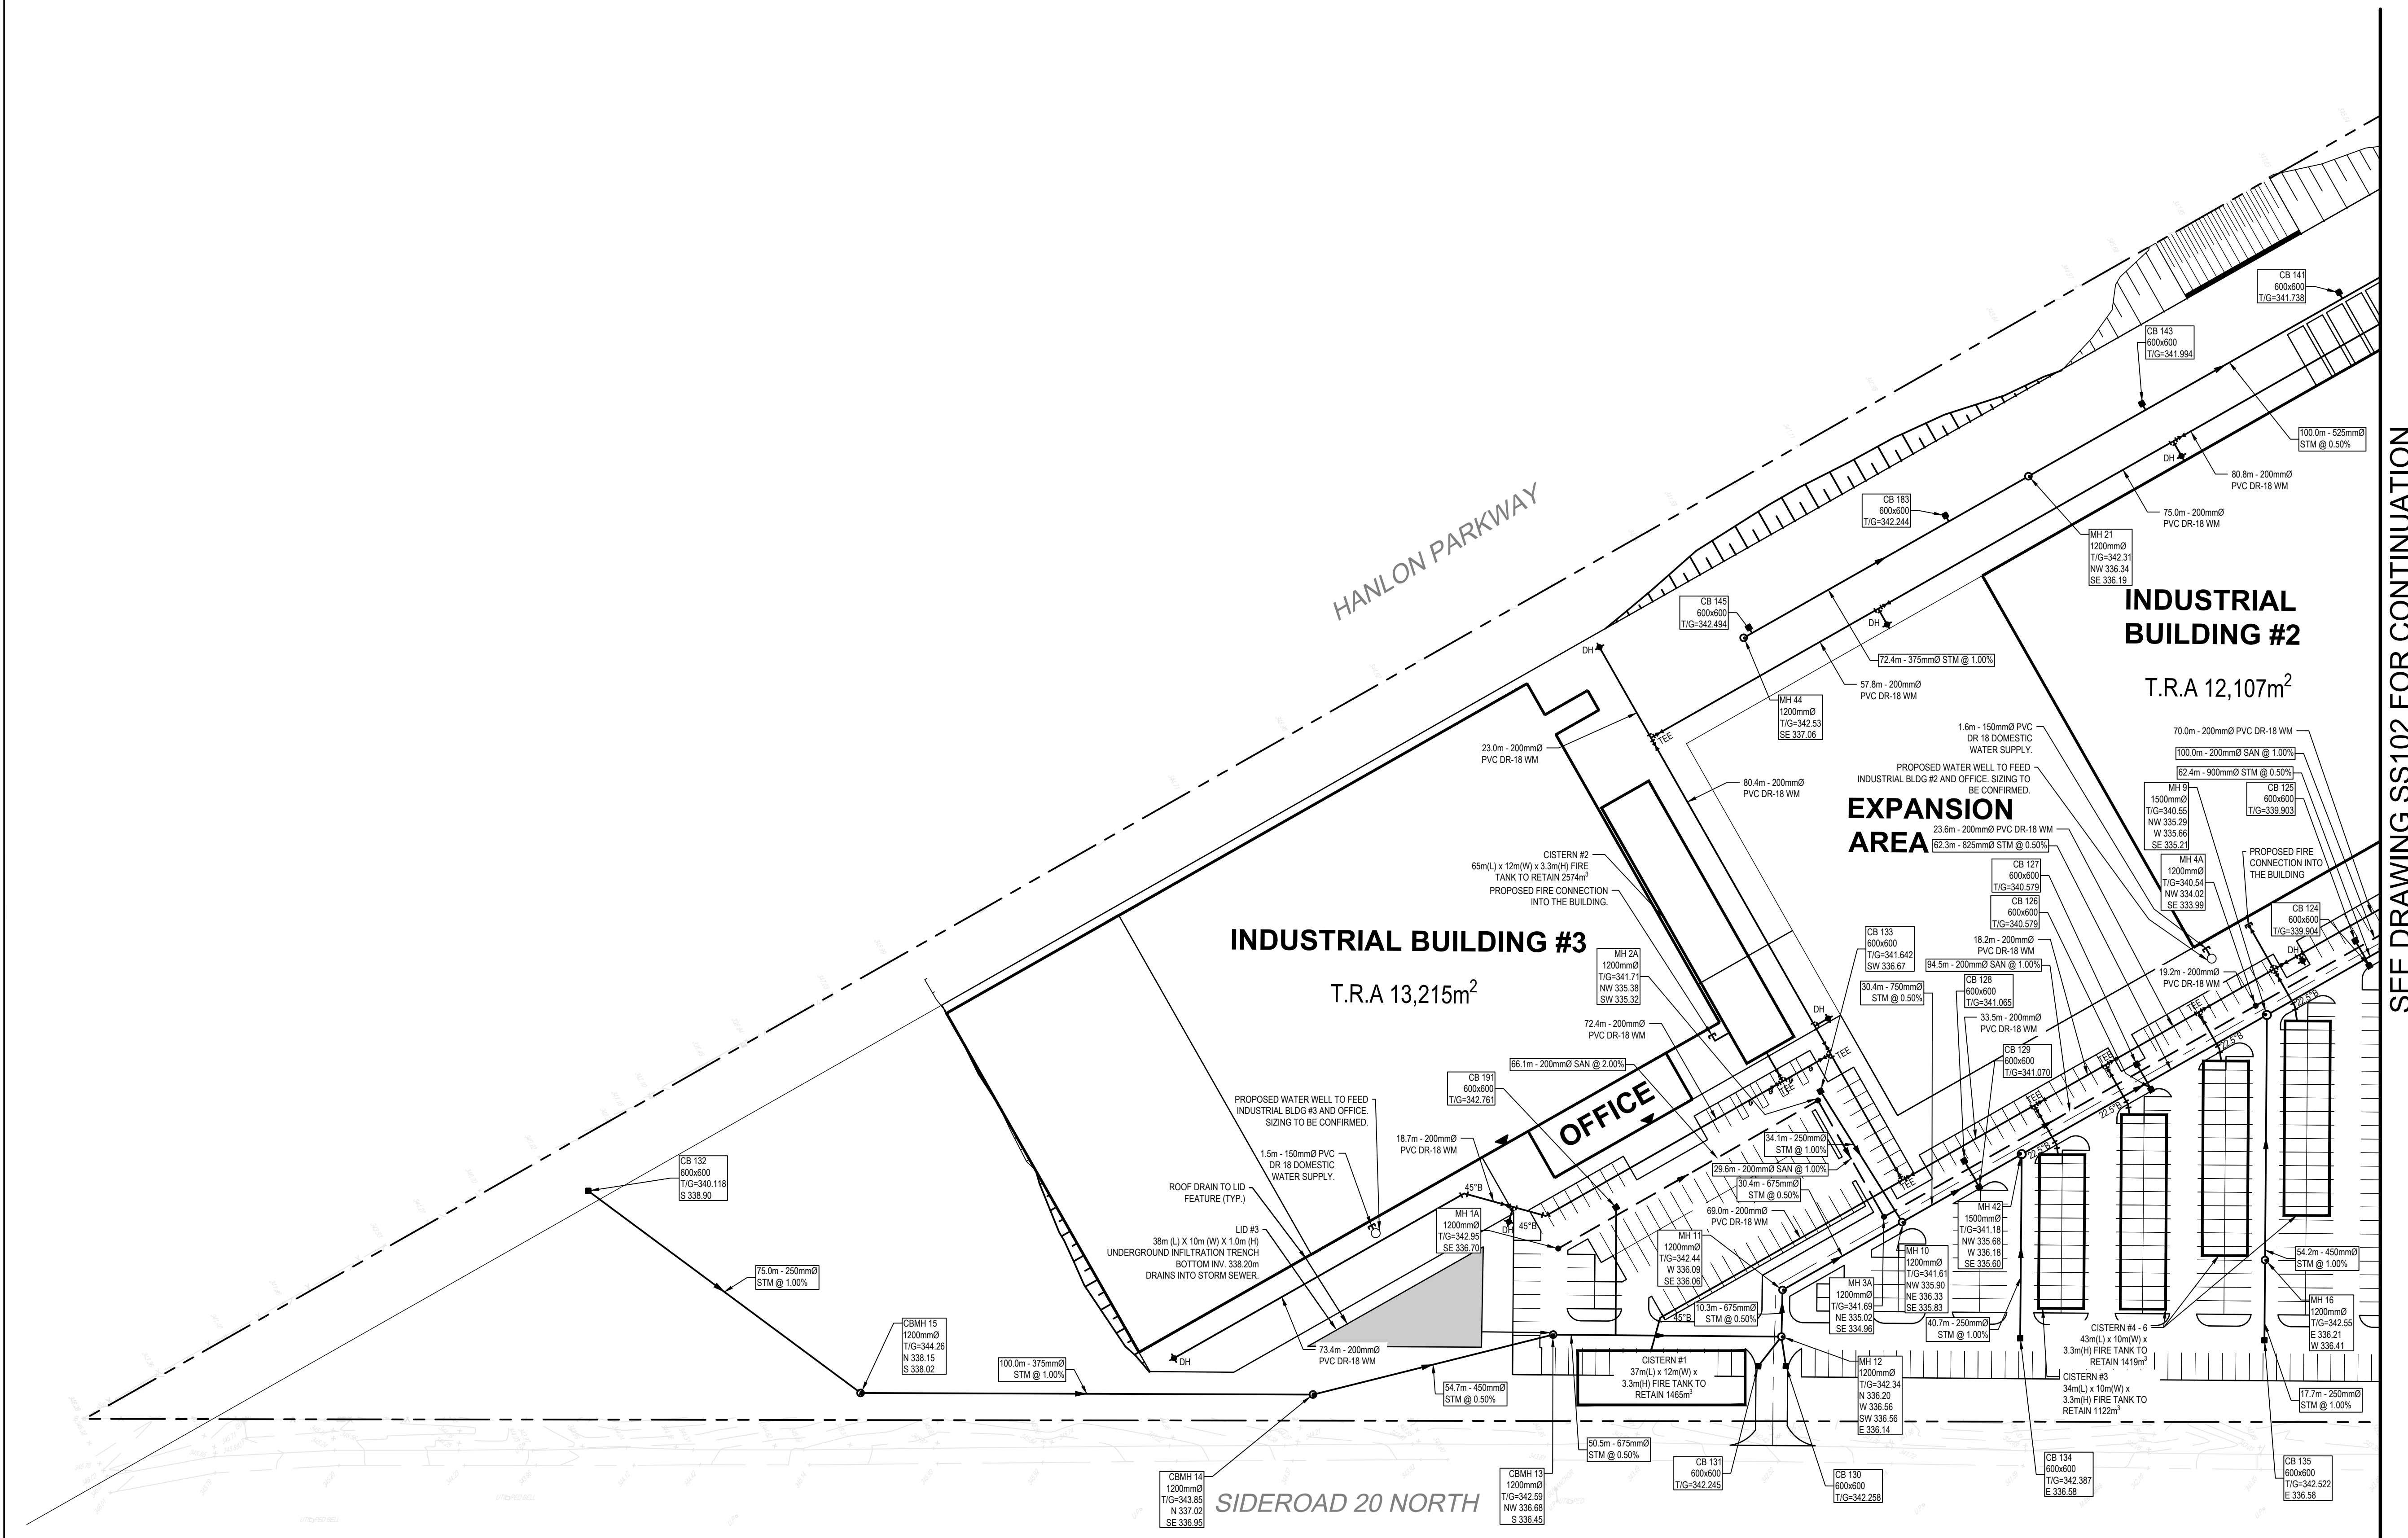 CB 141
600x600
T/G=341.738
CB 143
600x600
T/G=341.994
100.0m - 525mmØ
STM @ 0.50%
DH
80.8m - 200mmØ
PVC DR-18 WM
CB 183
600x600
T/G=342.244
75.0m - 200mmØ
PVC DR-18 WM
MH 21
1200mmØ
T/G=342.31
NW 336.34
SE 336.19
HANLON PARKWAY
CB 145
600x600
T/G=342.494
DH
DH
72.4m - 375mmØ STM @ 1.00%
57.8m - 200mmØ
PVC DR-18 WM
INDUSTRIAL
BUILDING #2
T.R.A 12,107m²
MH 44
1200mmØ
T/G=342.53
SE 337.06
TEE
23.0m - 200mmØ
PVC DR-18 WM
80.4m - 200mmØ
PVC DR-18 WM
1.6m - 150mmØ PVC
DR 18 DOMESTIC
WATER SUPPLY.
PROPOSED WATER WELL TO FEED
INDUSTRIAL BLDG #2 AND OFFICE. SIZING TO
BE CONFIRMED.
70.0m - 200mmØ PVC DR-18 WM
100.0m - 200mmØ SAN @ 1.00%
62.4m - 900mmØ STM @ 0.50%
MH 9
1500mmØ
T/G=340.55
NW 335.29
W 335.66
SE 335.21
CB 125
600x600
T/G=339.903
EXPANSION
AREA
23.6m - 200mmØ PVC DR-18 WM
62.3m - 825mmØ STM @ 0.50%
CISTERN #2
65m(L) x 12m(W) x 3.3m(H) FIRE
TANK TO RETAIN 2574m³
PROPOSED FIRE CONNECTION
INTO THE BUILDING.
CB 127
600x600
T/G=340.579
MH 4A
1200mmØ
T/G=340.54
NW 334.02
SE 333.99
PROPOSED FIRE
CONNECTION INTO
THE BUILDING
CB 126
600x600
T/G=340.579
CB 124
600x600
T/G=339.904
INDUSTRIAL BUILDING #3
T.R.A 13,215m²
MH 2A
1200mmØ
T/G=341.71
NW 335.38
SW 335.32
CB 133
600x600
T/G=341.642
SW 336.67
18.2m - 200mmØ
PVC DR-18 WM
94.5m - 200mmØ SAN @ 1.00%
DH
19.2m - 200mmØ
PVC DR-18 WM
30.4m - 750mmØ
STM @ 0.50%
CB 128
600x600
T/G=341.065
33.5m - 200mmØ
PVC DR-18 WM
DH
72.4m - 200mmØ
PVC DR-18 WM
TEE
22.5°B
22.5°B
66.1m - 200mmØ SAN @ 2.00%
CB 129
600x600
T/G=341.070
TEE
TEE
CB 191
600x600
T/G=342.761
TEE
TEE
22.5°B
OFFICE
PROPOSED WATER WELL TO FEED
INDUSTRIAL BLDG #3 AND OFFICE.
SIZING TO BE CONFIRMED.
18.7m - 200mmØ
PVC DR-18 WM
34.1m - 250mmØ
STM @ 1.00%
22.5°B
1.5m - 150mmØ PVC
DR 18 DOMESTIC
WATER SUPPLY.
29.6m - 200mmØ SAN @ 1.00%
30.4m - 675mmØ
STM @ 0.50%
TEE
CB 132
600x600
T/G=340.118
S 338.90
ROOF DRAIN TO LID
FEATURE (TYP.)
45°B
69.0m - 200mmØ
PVC DR-18 WM
MH 42
1500mmØ
T/G=341.18
NW 335.68
W 336.18
SE 335.60
MH 1A
1200mmØ
T/G=342.95
SE 336.70
DH
45°B
LID #3
38m (L) X 10m (W) X 1.0m (H)
UNDERGROUND INFILTRATION TRENCH
BOTTOM INV. 338.20m
DRAINS INTO STORM SEWER.
MH 11
1200mmØ
T/G=342.44
W 336.09
SE 336.06
MH 10
1200mmØ
T/G=341.61
NW 335.90
NE 336.33
SE 335.83
54.2m - 450mmØ
STM @ 1.00%
75.0m - 250mmØ
STM @ 1.00%
MH 3A
1200mmØ
T/G=341.69
NE 335.02
SE 334.96
MH 16
1200mmØ
T/G=342.55
E 336.21
W 336.41
10.3m - 675mmØ
STM @ 0.50%
45°B
40.7m - 250mmØ
STM @ 1.00%
CBMH 15
1200mmØ
T/G=344.26
N 338.15
S 338.02
CISTERN #4 - 6
43m(L) x 10m(W) x
3.3m(H) FIRE TANK TO
RETAIN 1419m³
73.4m - 200mmØ
PVC DR-18 WM
DH
100.0m - 375mmØ
STM @ 1.00%
CISTERN #1
37m(L) x 12m(W) x
3.3m(H) FIRE TANK TO
RETAIN 1465m³
MH 12
1200mmØ
T/G=342.34
N 336.20
W 336.56
SW 336.56
E 336.14
CISTERN #3
34m(L) x 10m(W) x
3.3m(H) FIRE TANK TO
RETAIN 1122m³
54.7m - 450mmØ
STM @ 0.50%
17.7m - 250mmØ
STM @ 1.00%
50.5m - 675mmØ
STM @ 0.50%
CB 131
600x600
T/G=342.245
CB 130
600x600
T/G=342.258
CB 134
600x600
T/G=342.387
E 336.58
CB 135
600x600
T/G=342.522
E 336.58
CBMH 14
1200mmØ
T/G=343.85
N 337.02
SE 336.95
SIDEROAD 20 NORTH
CBMH 13
1200mmØ
T/G=342.59
NW 336.68
S 336.45
SEE DRAWING SS102 FOR CONTINUATION